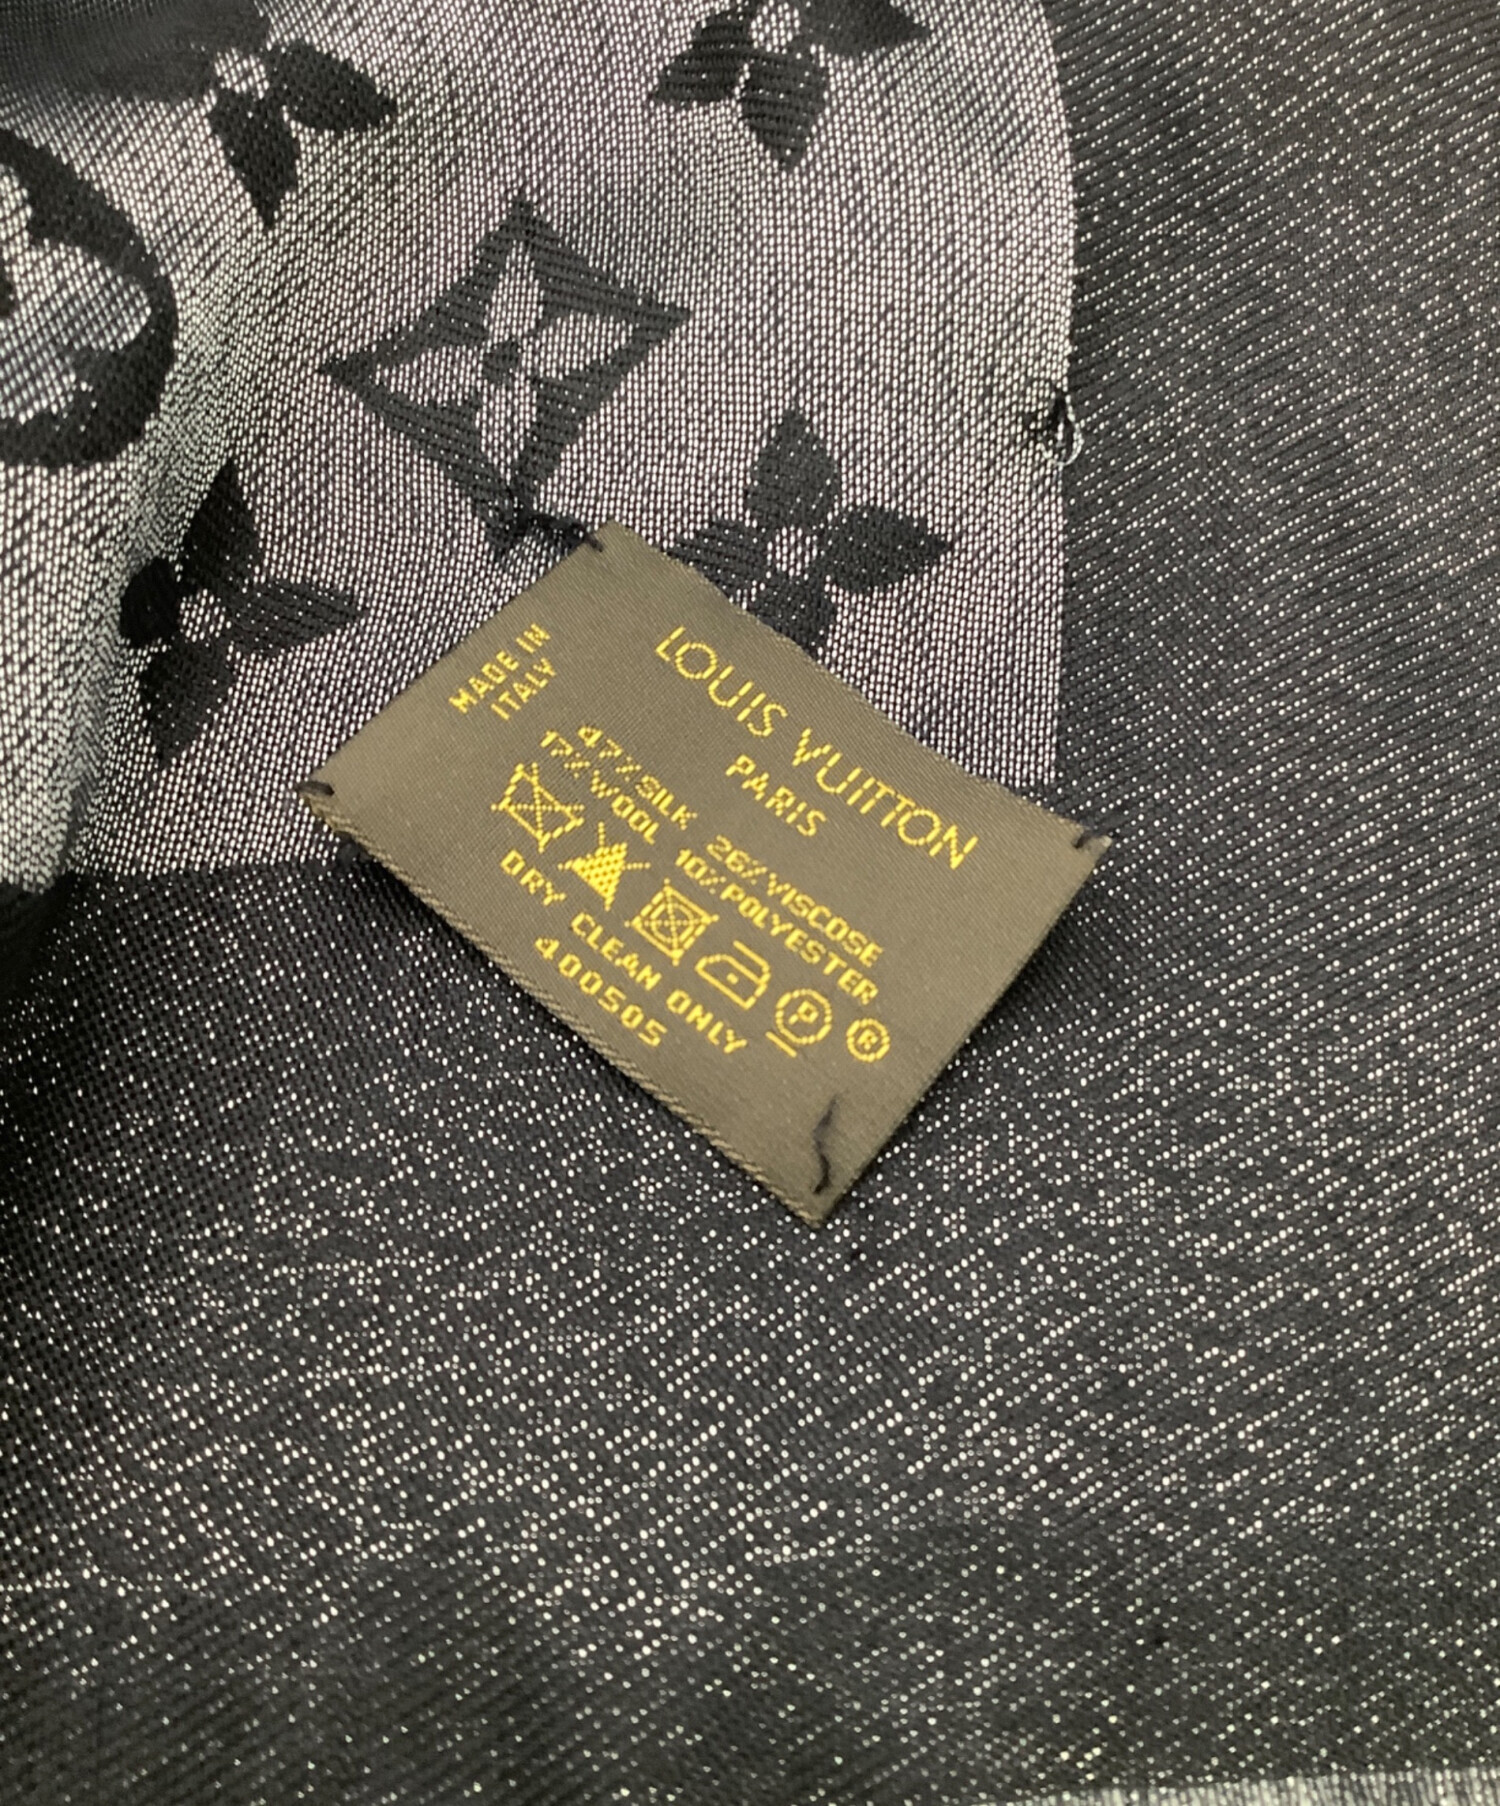 MADE IN
ITALY
LOUIS VUITTON
PARIS
47% SILK 26% VISCOSE
17% WOOL 10% POLYESTER
P ®
DRY CLEAN ONLY
400505